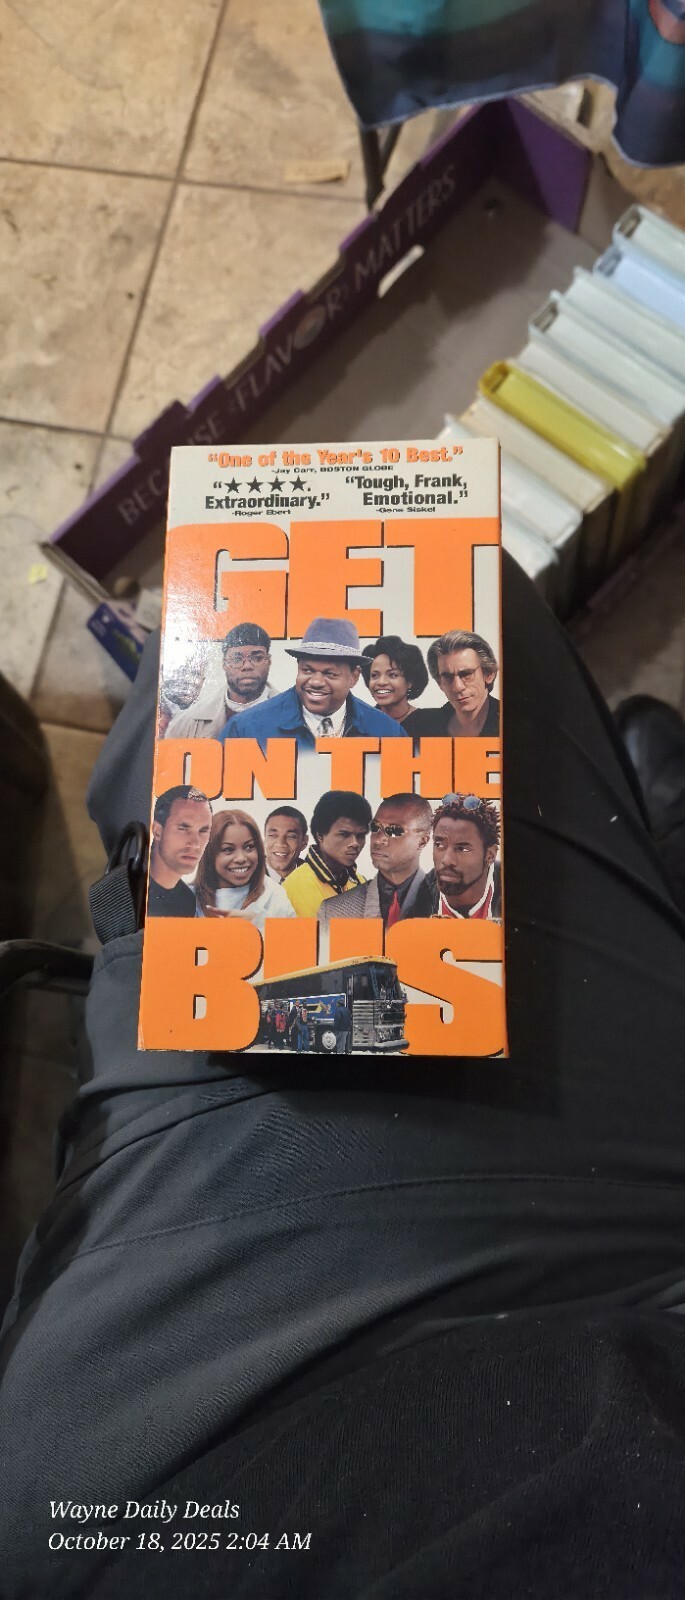 "One of the Year's 10 Best."
-Jay Carr, BOSTON GLOBE
"★★★★.
Extraordinary."
-Roger Ebert
"Tough, Frank,
Emotional."
-Gene Siskel
GET
ON THE
BUS
BECAUSE FLAVOR MATTERS
Wayne Daily Deals
October 18, 2025 2:04 AM